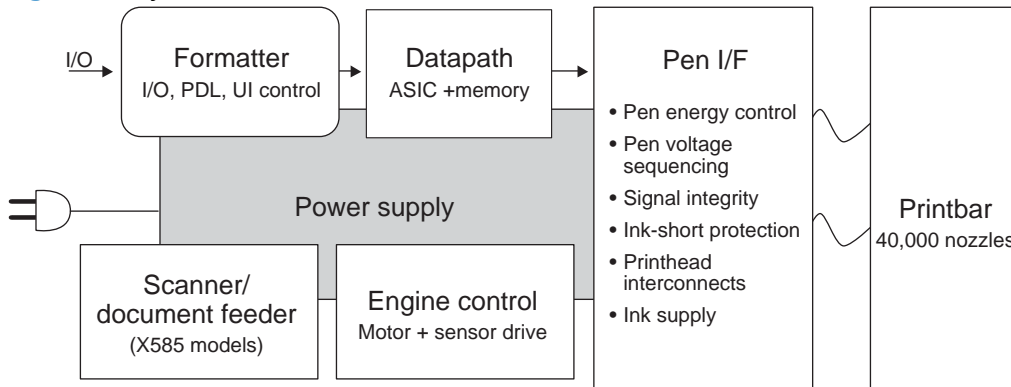 I/O
Formatter
I/O, PDL, UI control
Datapath
ASIC +memory
Pen I/F
• Pen energy control
• Pen voltage
sequencing
• Signal integrity
• Ink-short protection
• Printhead
interconnects
• Ink supply
Power supply
Printbar
40,000 nozzles
Scanner/
document feeder
(X585 models)
Engine control
Motor + sensor drive